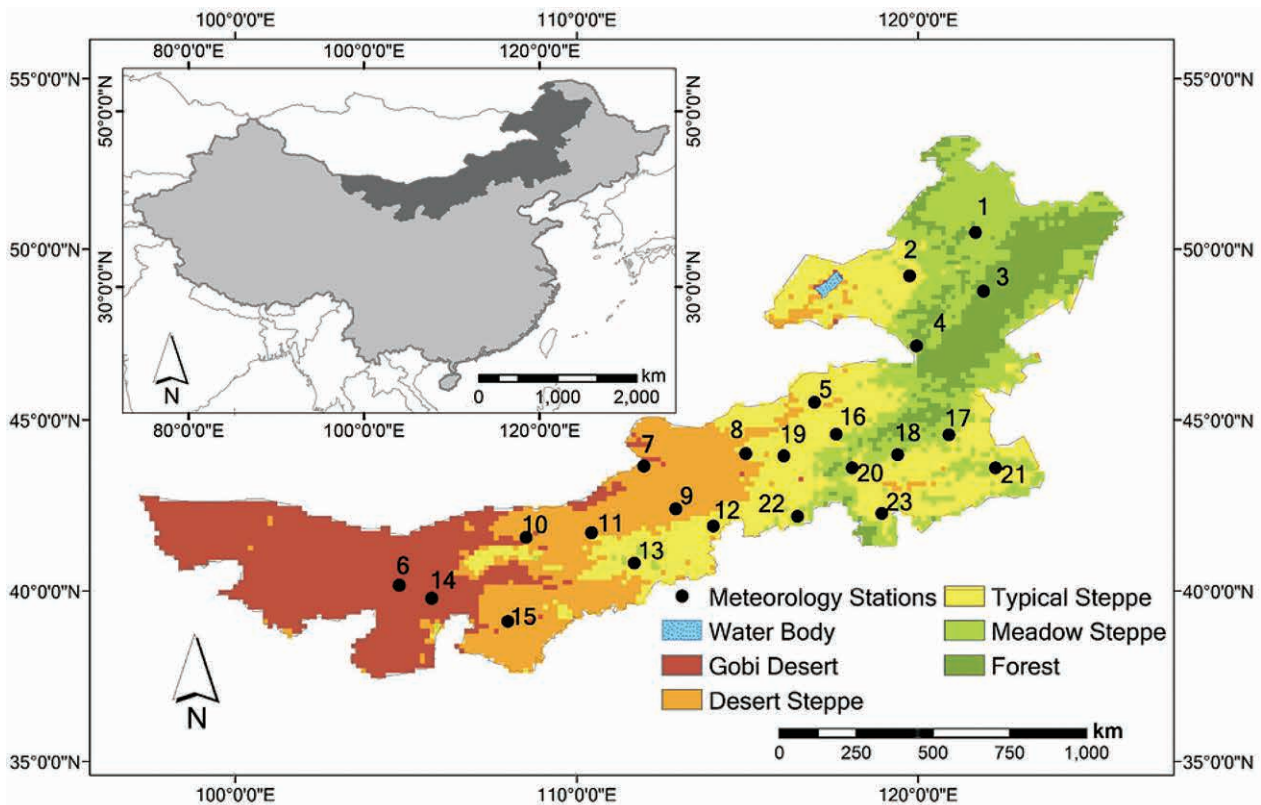 100°0'0"E 110°0'0"E 120°0'0"E
80°0'0"E 100°0'0"E 120°0'0"E
55°0'0"N 55°0'0"N
50°0'0"N 50°0'0"N
30°0'0"N 30°0'0"N
N
km
0 1,000 2,000
80°0'0"E 100°0'0"E 120°0'0"E
50°0'0"N 50°0'0"N
45°0'0"N 45°0'0"N
40°0'0"N 40°0'0"N
35°0'0"N 35°0'0"N
1
2
3
4
5
16
17
7
8
19
18
20
21
9
22
23
10
11
12
13
6
14
15
Meteorology Stations
Water Body
Gobi Desert
Desert Steppe
Typical Steppe
Meadow Steppe
Forest
N
km
0 250 500 750 1,000
100°0'0"E 110°0'0"E 120°0'0"E